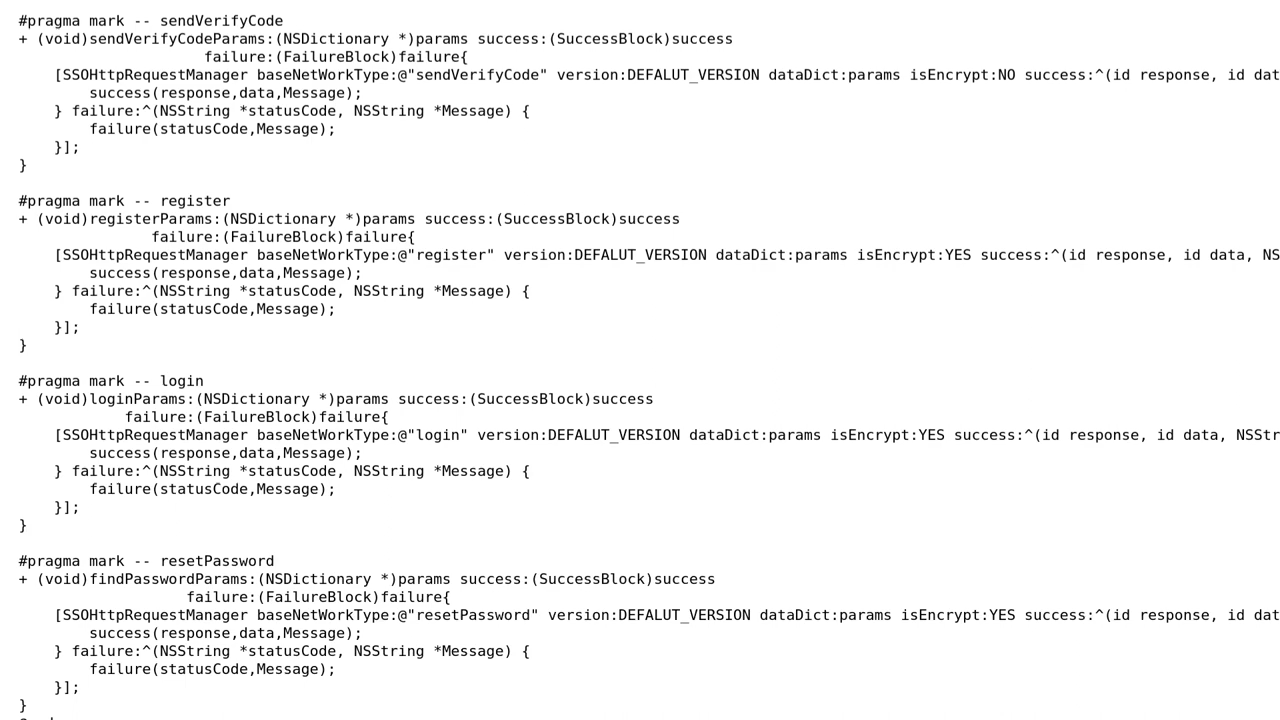 #pragma mark -- sendVerifyCode
+ (void)sendVerifyCodeParams:(NSDictionary *)params success:(SuccessBlock)success
                     failure:(FailureBlock)failure{
    [SSOHttpRequestManager baseNetWorkType:@"sendVerifyCode" version:DEFALUT_VERSION dataDict:params isEncrypt:NO success:^(id response, id dat
        success(response,data,Message);
    } failure:^(NSString *statusCode, NSString *Message) {
        failure(statusCode,Message);
    }];
}

#pragma mark -- register
+ (void)registerParams:(NSDictionary *)params success:(SuccessBlock)success
               failure:(FailureBlock)failure{
    [SSOHttpRequestManager baseNetWorkType:@"register" version:DEFALUT_VERSION dataDict:params isEncrypt:YES success:^(id response, id data, NS
        success(response,data,Message);
    } failure:^(NSString *statusCode, NSString *Message) {
        failure(statusCode,Message);
    }];
}

#pragma mark -- login
+ (void)loginParams:(NSDictionary *)params success:(SuccessBlock)success
            failure:(FailureBlock)failure{
    [SSOHttpRequestManager baseNetWorkType:@"login" version:DEFALUT_VERSION dataDict:params isEncrypt:YES success:^(id response, id data, NSStr
        success(response,data,Message);
    } failure:^(NSString *statusCode, NSString *Message) {
        failure(statusCode,Message);
    }];
}

#pragma mark -- resetPassword
+ (void)findPasswordParams:(NSDictionary *)params success:(SuccessBlock)success
                   failure:(FailureBlock)failure{
    [SSOHttpRequestManager baseNetWorkType:@"resetPassword" version:DEFALUT_VERSION dataDict:params isEncrypt:YES success:^(id response, id dat
        success(response,data,Message);
    } failure:^(NSString *statusCode, NSString *Message) {
        failure(statusCode,Message);
    }];
}